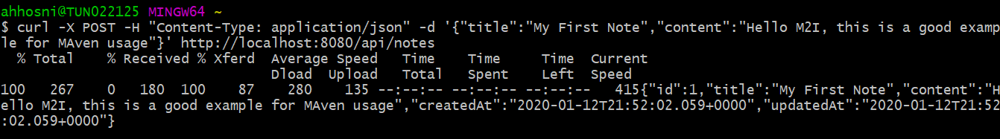 ahhosni@TUN022125 MINGW64 ~
$ curl -X POST -H "Content-Type: application/json" -d '{"title":"My First Note","content":"Hello M2I, this is a good examp
le for MAven usage"}' http://localhost:8080/api/notes
  % Total    % Received % Xferd  Average Speed   Time    Time     Time  Current
                                 Dload  Upload   Total   Spent    Left  Speed
100   267    0   180  100    87    280    135 --:--:-- --:--:-- --:--:--   415{"id":1,"title":"My First Note","content":"H
ello M2I, this is a good example for MAven usage","createdAt":"2020-01-12T21:52:02.059+0000","updatedAt":"2020-01-12T21:52
:02.059+0000"}